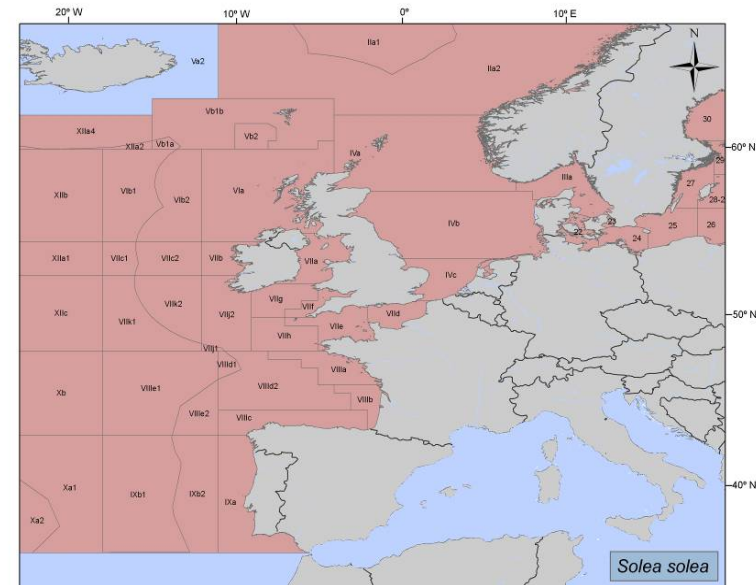 20° W
10° W
0°
10° E
N
IIa1
Va2
IIa2
Vb1b
30
XIIa4
Vb2
XIIa2
Vb1a
IVa
60° N
29
IIIa
27
28-2
VIa
XIIb
VIb1
VIb2
IVb
23
22
24
25
26
XIIa1
VIIc1
VIIc2
VIIb
VIIa
IVc
XIIc
VIIk1
VIIk2
VIIj2
VIIg
VIIf
VIId
50° N
VIIe
VIIh
VIIj1
VIIId1
VIIIa
Xb
VIIIe1
VIIId2
VIIIb
VIIIe2
VIIIc
Xa1
IXb1
IXb2
IXa
40° N
Xa2
Solea solea